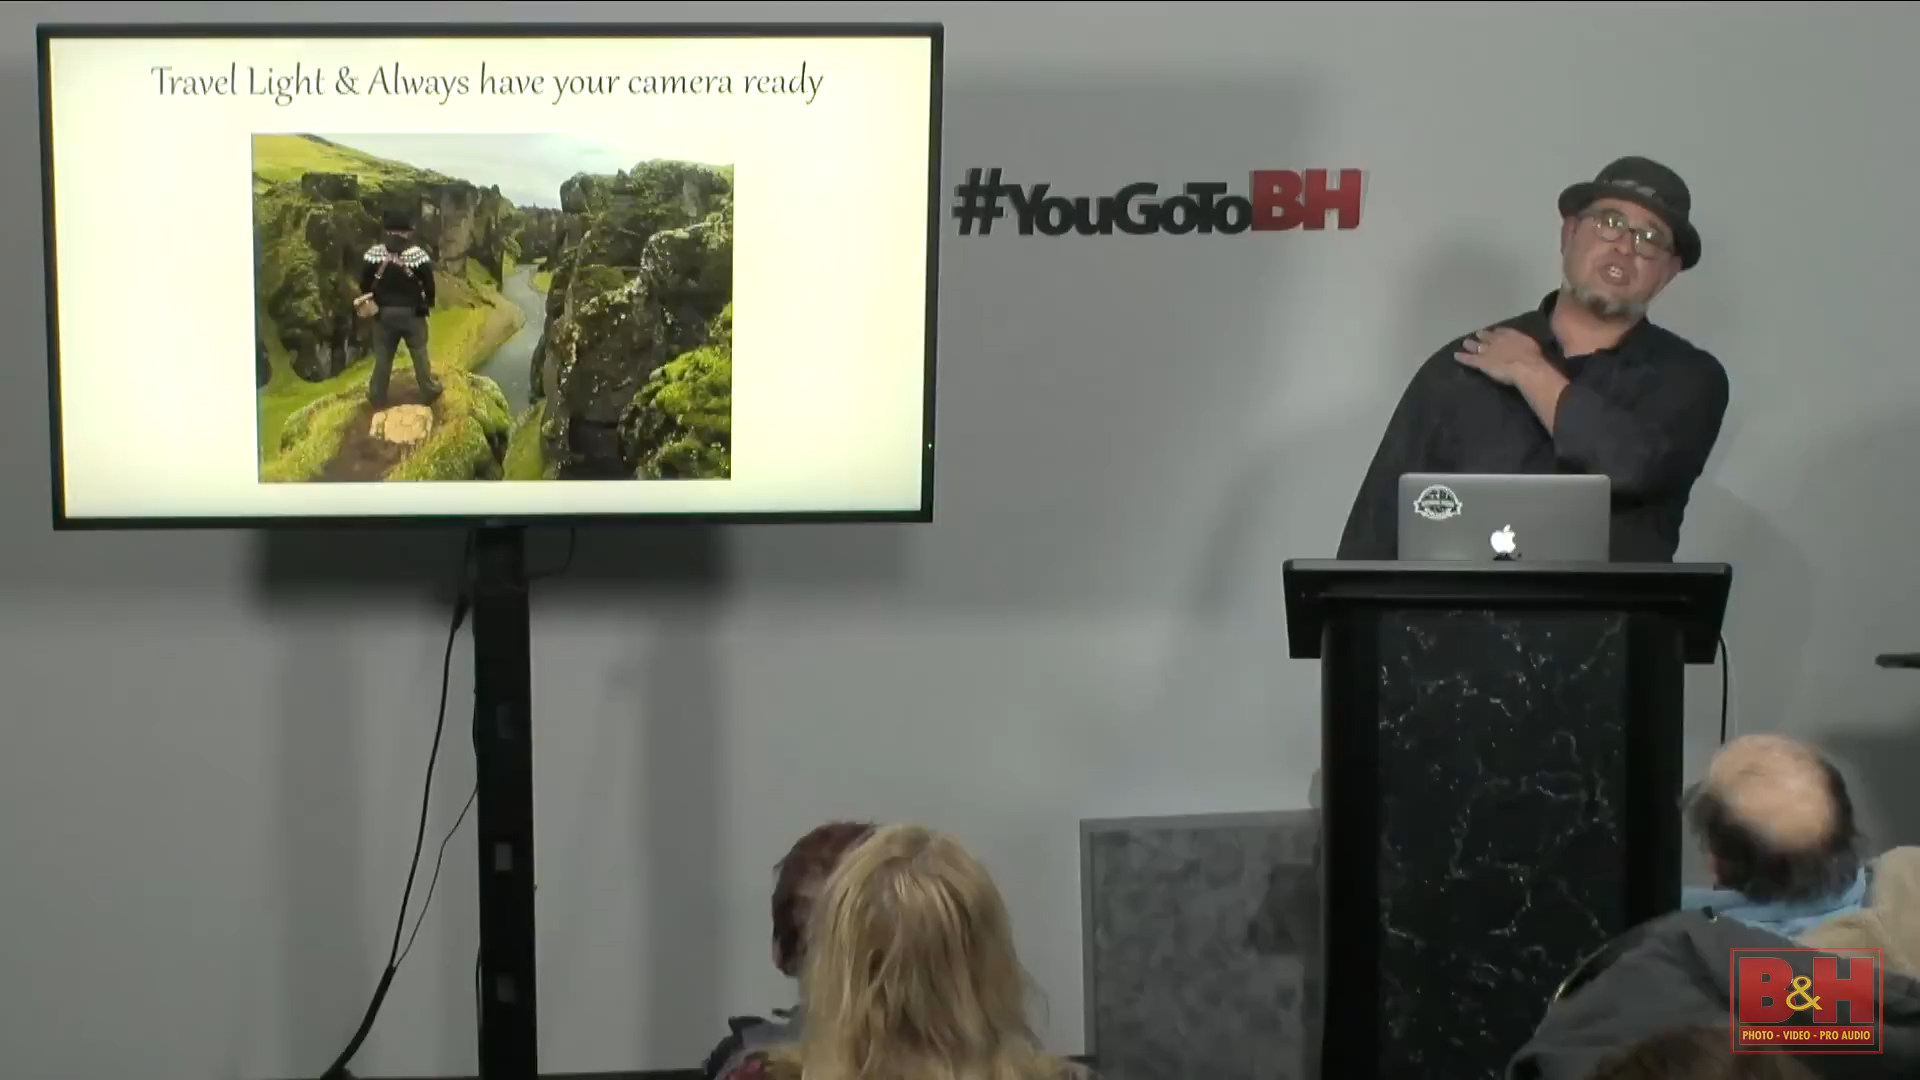 Travel Light & Always have your camera ready
#YouGoToBH
B&H
PHOTO - VIDEO - PRO AUDIO